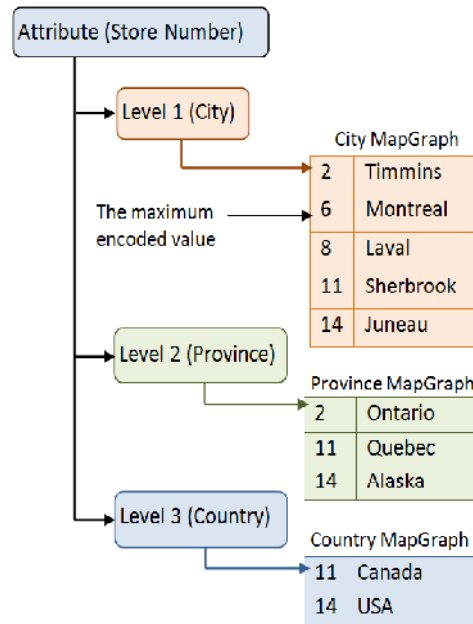 Attribute (Store Number)
Level 1 (City)
City MapGraph
2 Timmins
The maximum
encoded value
6 Montreal
8 Laval
11 Sherbrook
14 Juneau
Level 2 (Province)
Province MapGraph
2 Ontario
11 Quebec
14 Alaska
Level 3 (Country)
Country MapGraph
11 Canada
14 USA